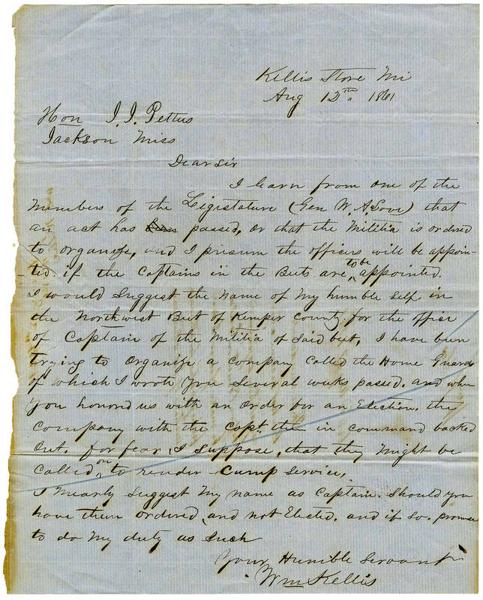 Kellis Store Mi
Aug 12th 1861
Hon J. J. Pettus
Jackson Miss
Dear Sir
I learn from one of the
members of the Legistature (Gen W. A Love) that
an act has been passed, or that the Militia is ordered
to organose, and I prisum the officers will be appoin-
ted. if the Captains in the Beats are to be appointed.
I would suggest the name of my humble self in
the Northwest Beat of Kemper County for the office
of Captain of the Militia of Said beat, I have been
trying to organize a company called the Home Guards
of which I wrote you several weeks passed. and when
you honord us with an order for an Election, the
company with the Capt then in command backed
out. for fear I suppose, that they might be
called on to render Camp service,
I mearly suggest my name as Captain. should you
have them ordered, and not Elected. and if so. promise
to do my duty as such
Your Humble Servant
Wm Kellis